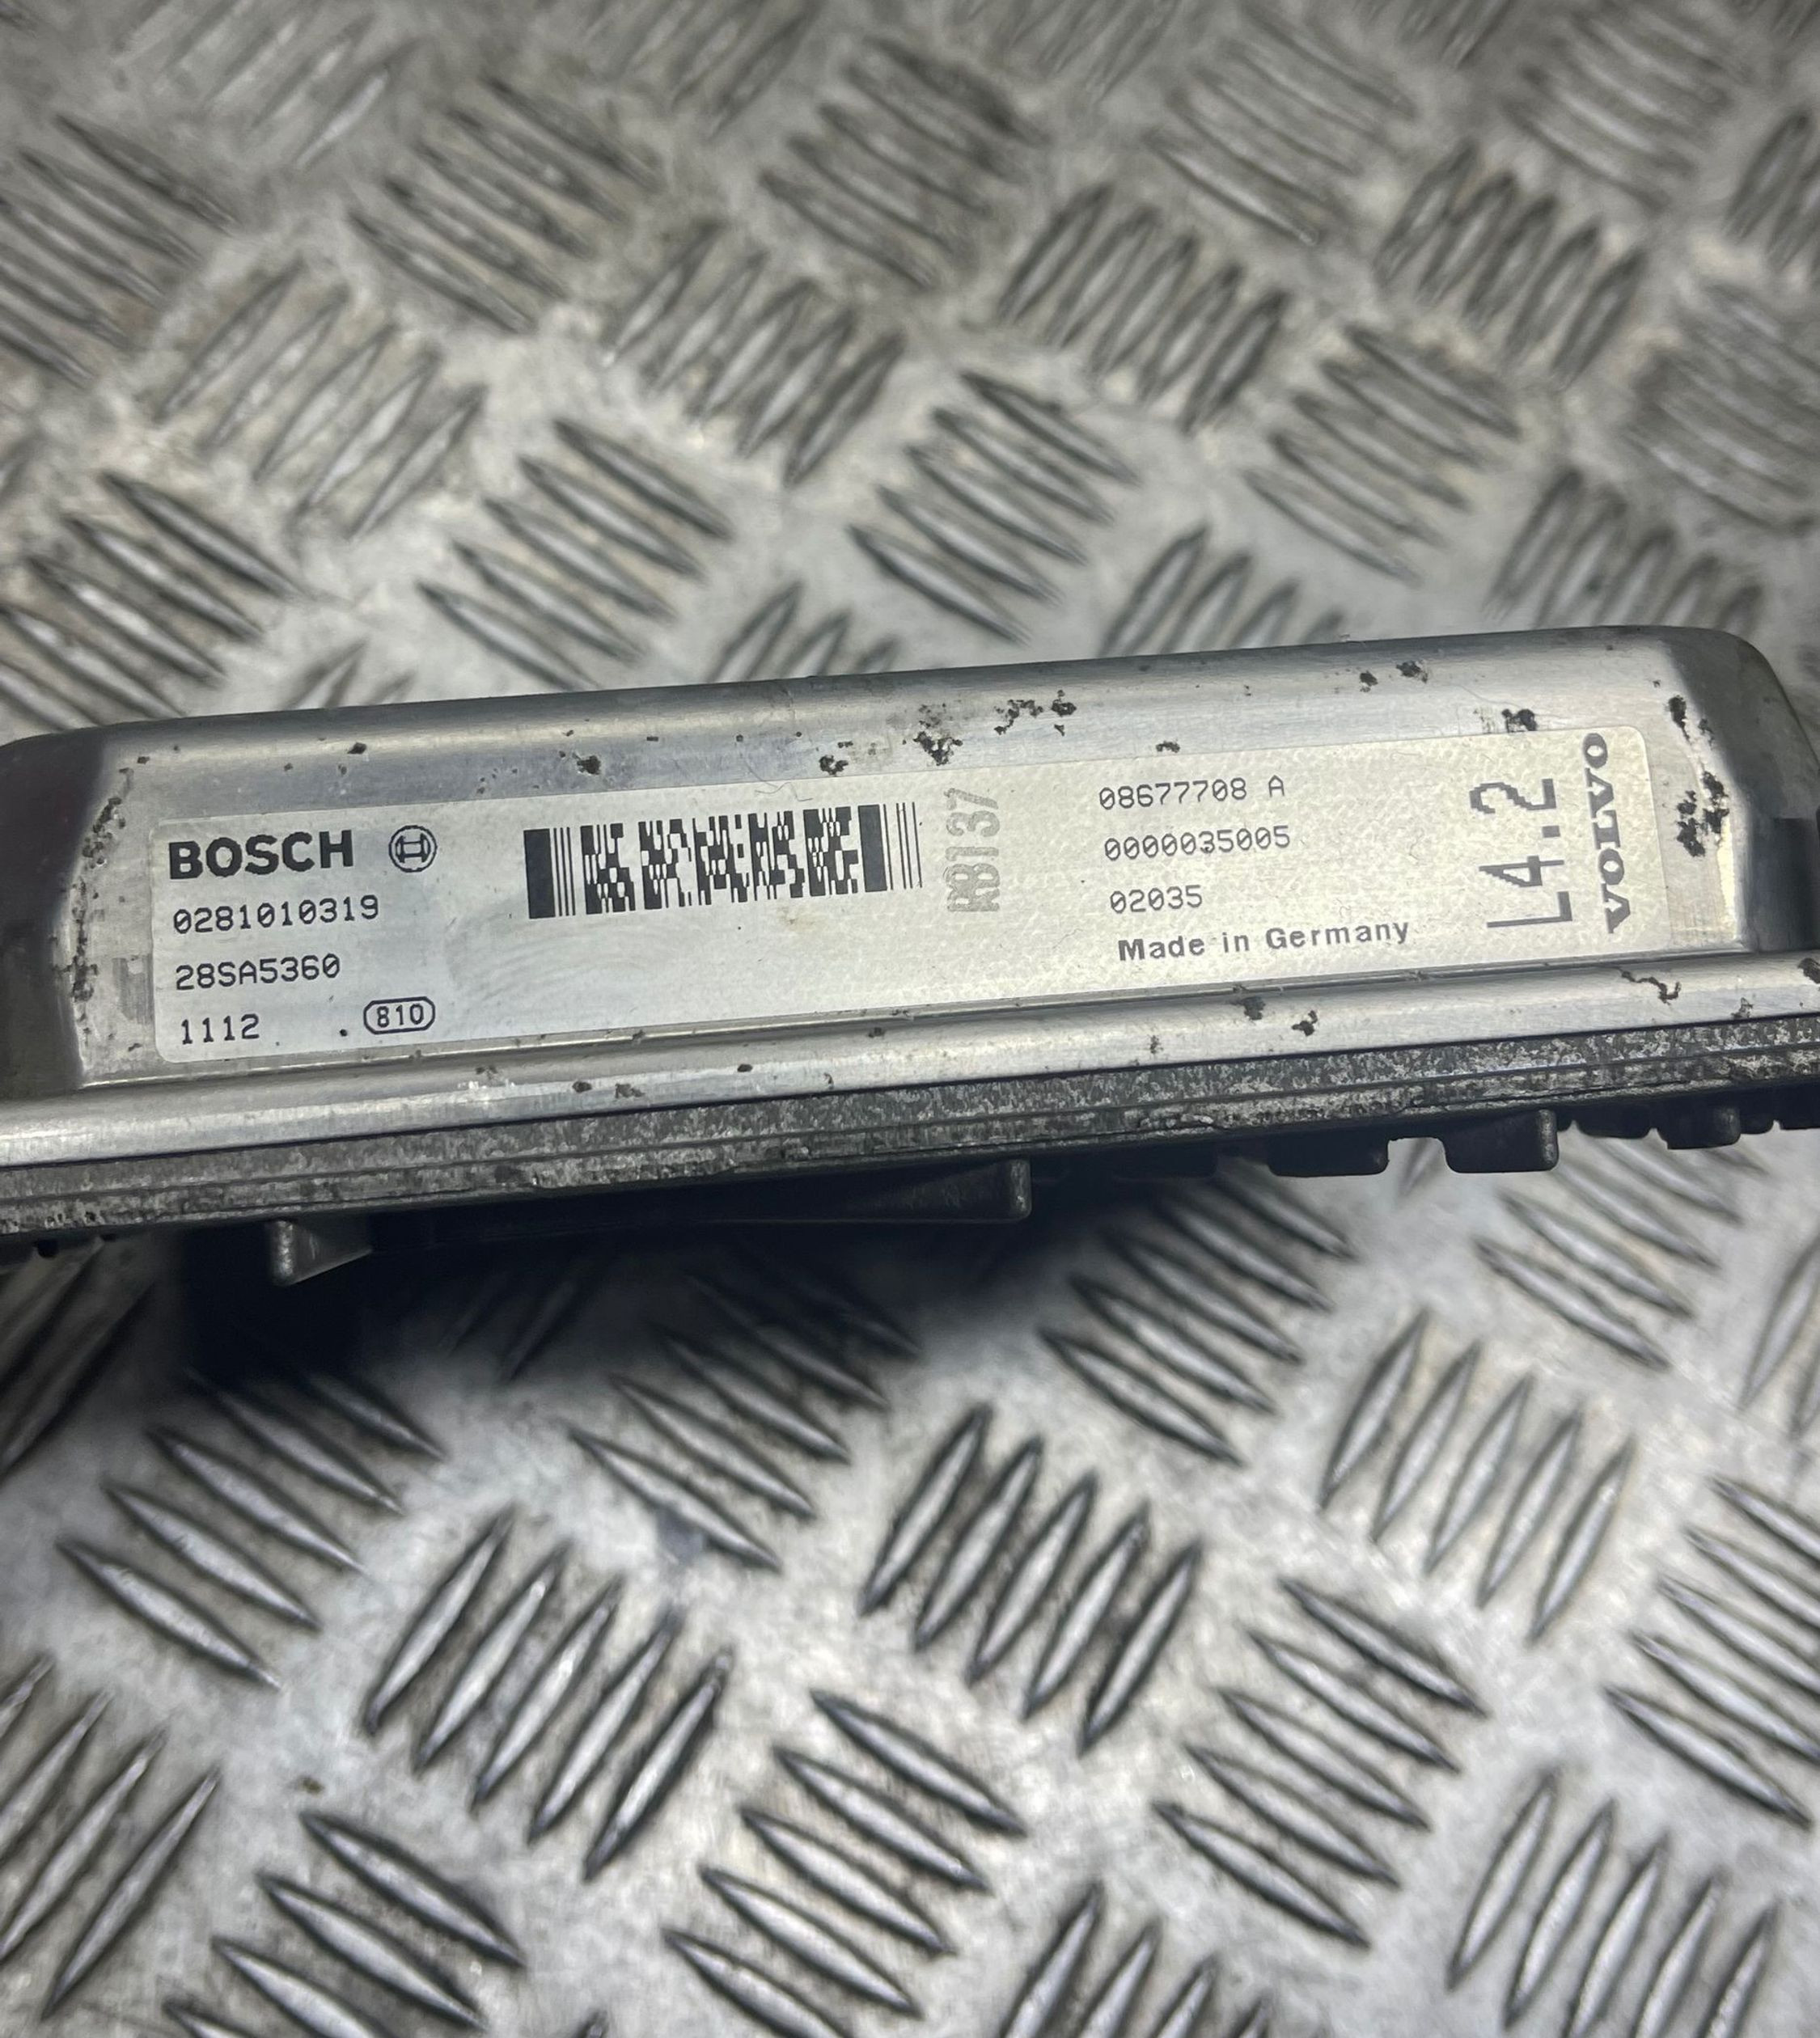 BOSCH
0281010319
28SA5360
1112 . 810
RB137
08677708 A
0000035005
02035
Made in Germany
L4.2
VOLVO